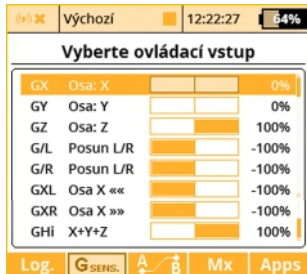 Výchozí 12:22:27 64%
Vyberte ovládací vstup
GX Osa: X 0%
GY Osa: Y 0%
GZ Osa: Z 100%
G/L Posun L/R -100%
G/R Posun L/R -100%
GXL Osa X «« -100%
GXR Osa X »» -100%
GHi X+Y+Z 100%
Log. GSENS. A B Mx Apps